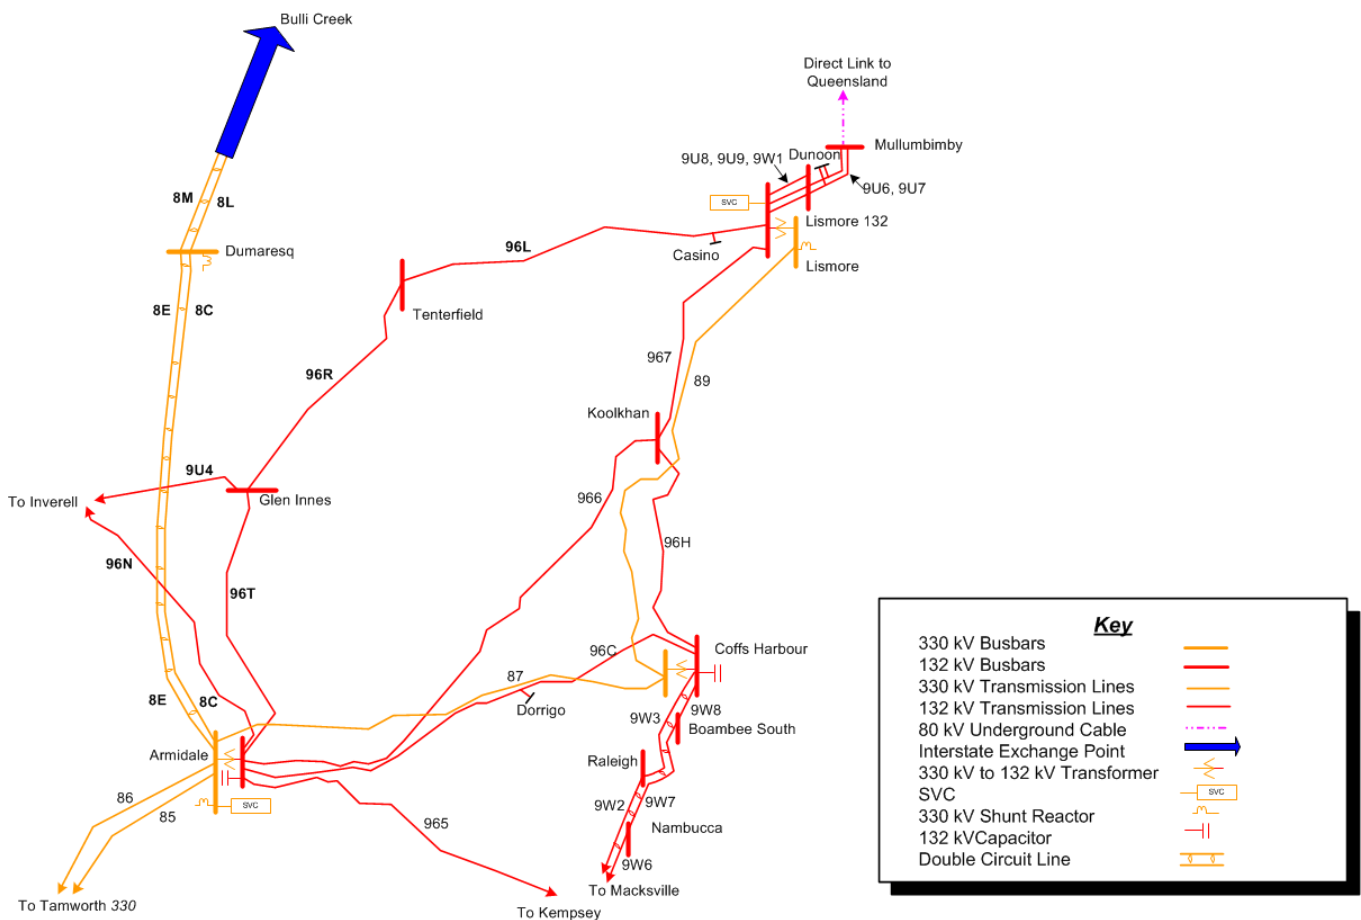 Bulli Creek
Direct Link to
Queensland
Mullumbimby
9U8, 9U9, 9W1
Dunoon
9U6, 9U7
SVC
Lismore 132
Casino
Lismore
8M
8L
Dumaresq
96L
8E
8C
Tenterfield
967
96R
89
Koolkhan
9U4
To Inverell
Glen Innes
966
96H
96N
96T
Coffs Harbour
96C
87
8E
8C
Dorrigo
9W3
9W8
Boambee South
Armidale
Raleigh
86
85
SVC
965
9W2
9W7
Nambucca
9W6
To Macksville
To Tamworth 330
To Kempsey
Key
330 kV Busbars
132 kV Busbars
330 kV Transmission Lines
132 kV Transmission Lines
80 kV Underground Cable
Interstate Exchange Point
330 kV to 132 kV Transformer
SVC
SVC
330 kV Shunt Reactor
132 kVCapacitor
Double Circuit Line